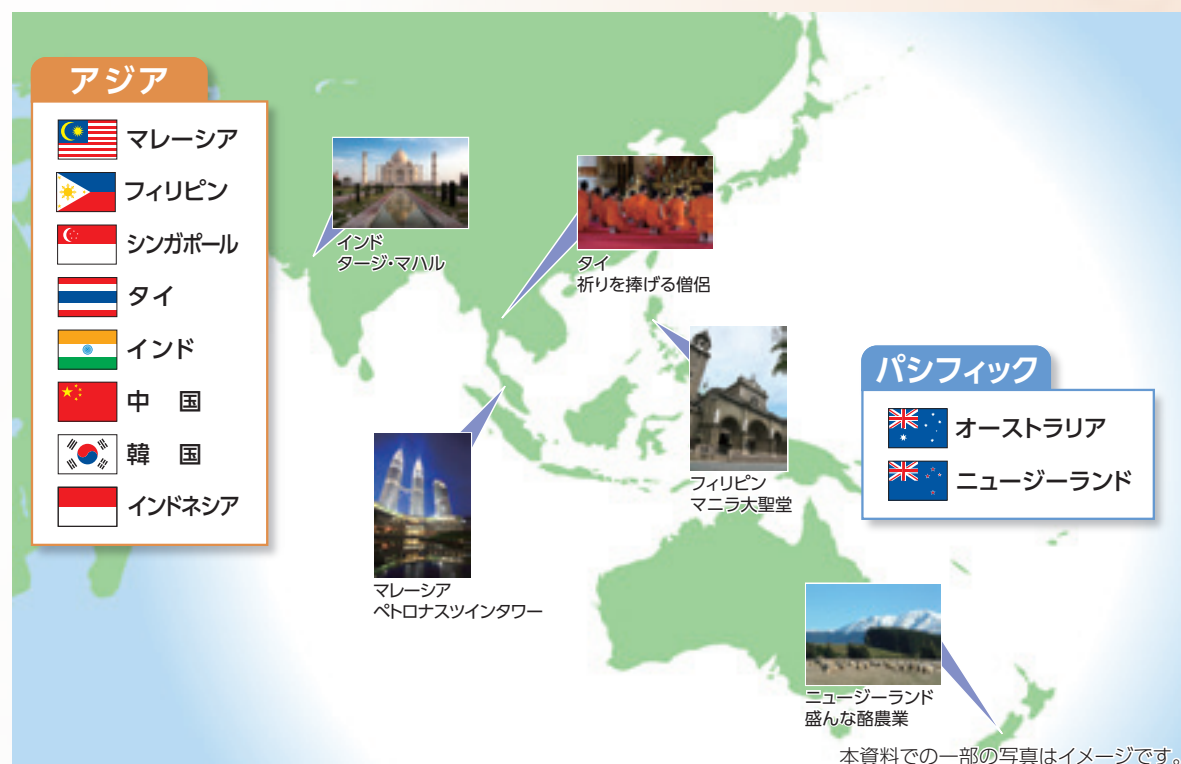 アジア
マレーシア
フィリピン
シンガポール
タイ
インド
中 国
韓 国
インドネシア
インド
タージ・マハル
タイ
祈りを捧げる僧侶
フィリピン
マニラ大聖堂
マレーシア
ペトロナスツインタワー
パシフィック
オーストラリア
ニュージーランド
ニュージーランド
盛んな酪農業
本資料での一部の写真はイメージです。